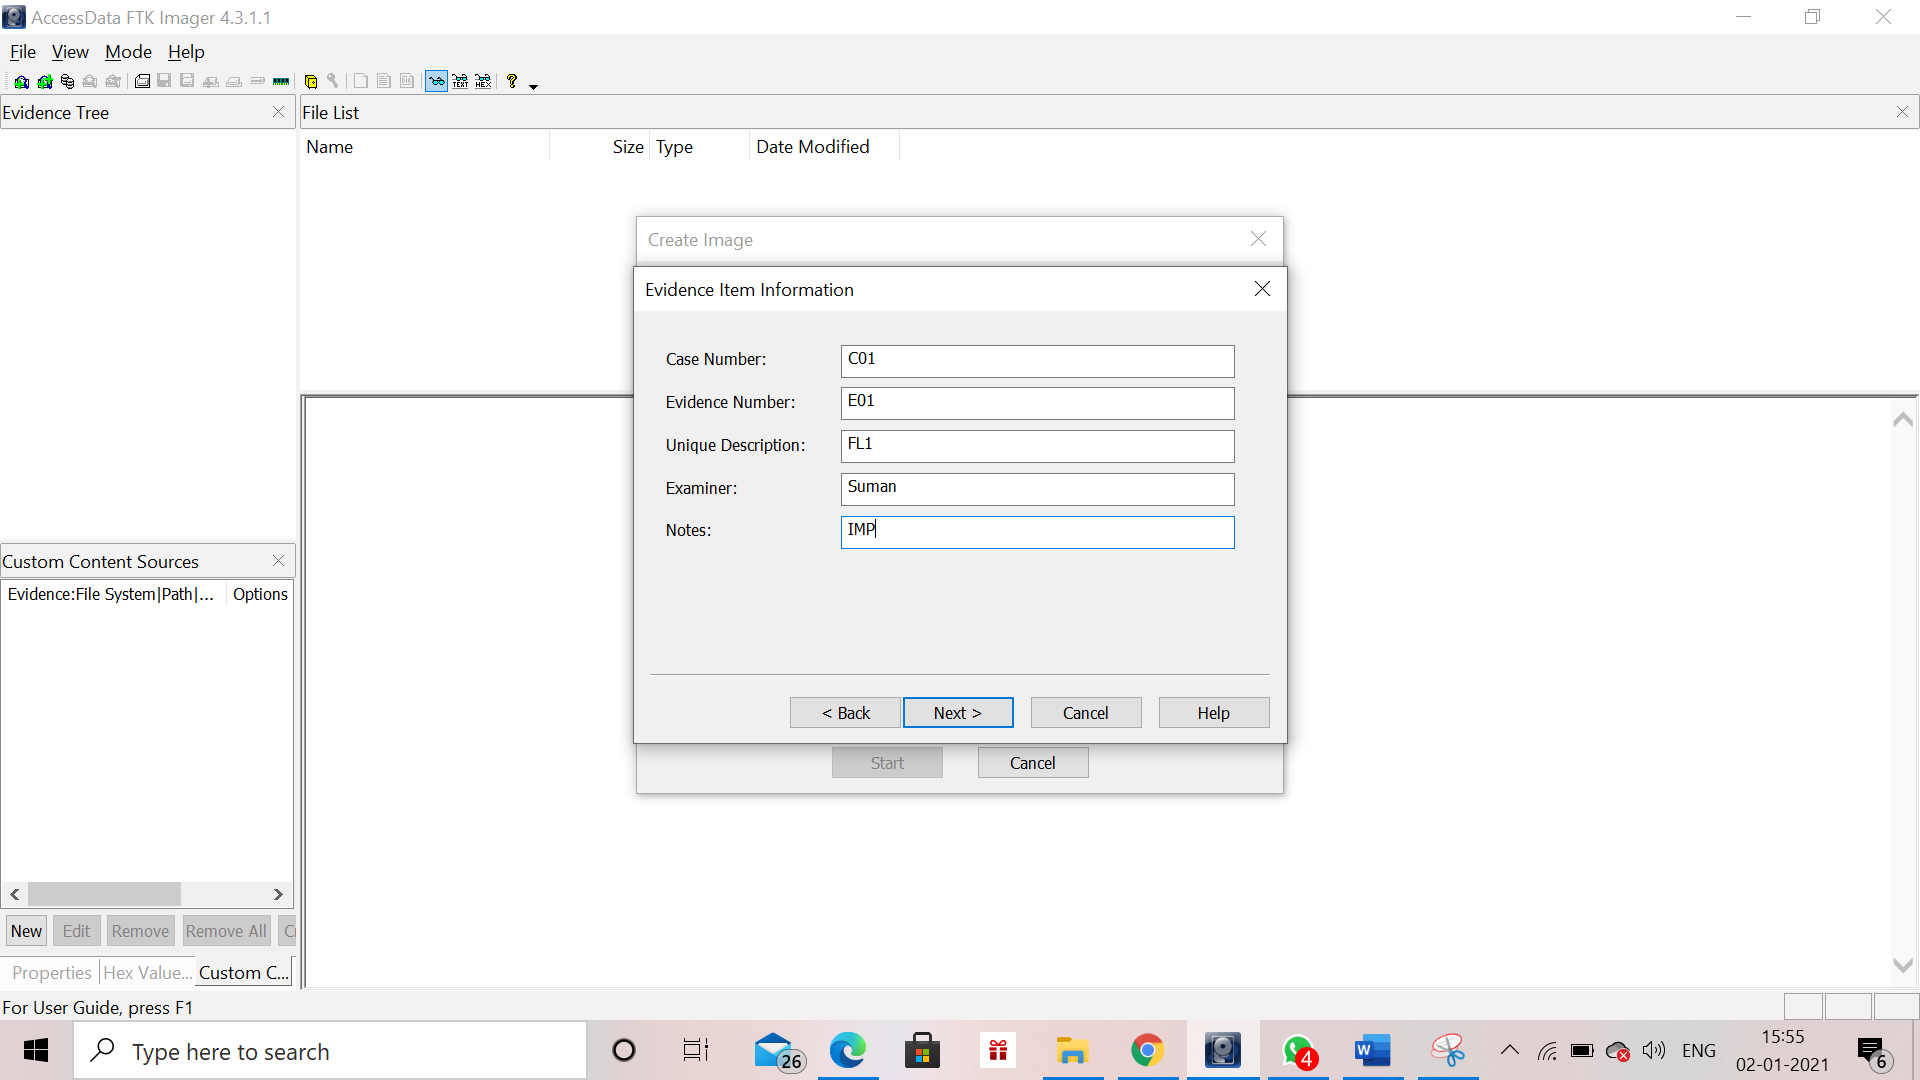 AccessData FTK Imager 4.3.1.1
File View Mode Help
TEXT HEX
Evidence Tree
File List
Name Size Type Date Modified
Create Image
Evidence Item Information
Case Number: C01
Evidence Number: E01
Unique Description: FL1
Examiner: Suman
Notes: IMP
< Back Next > Cancel Help
Start Cancel
Custom Content Sources
Evidence:File System|Path|... Options
New Edit Remove Remove All
Properties Hex Value... Custom C...
For User Guide, press F1
Type here to search
26
4
W
ENG
15:55
02-01-2021
6